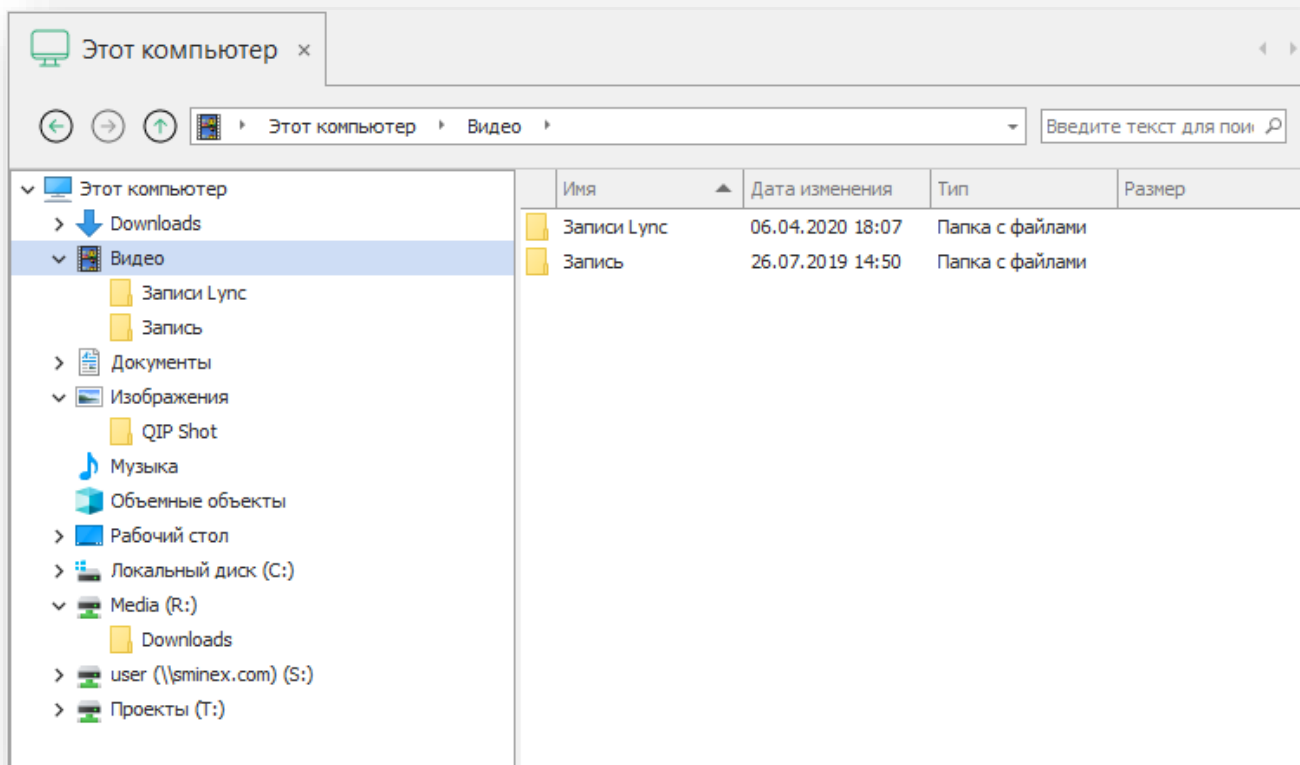 Этот компьютер ×
Этот компьютер Видео
Введите текст для пои
Этот компьютер
Downloads
Видео
Записи Lync
Запись
Документы
Изображения
QIP Shot
Музыка
Объемные объекты
Рабочий стол
Локальный диск (C:)
Media (R:)
Downloads
user (\\sminex.com) (S:)
Проекты (T:)
Имя Дата изменения Тип Размер
Записи Lync 06.04.2020 18:07 Папка с файлами
Запись 26.07.2019 14:50 Папка с файлами